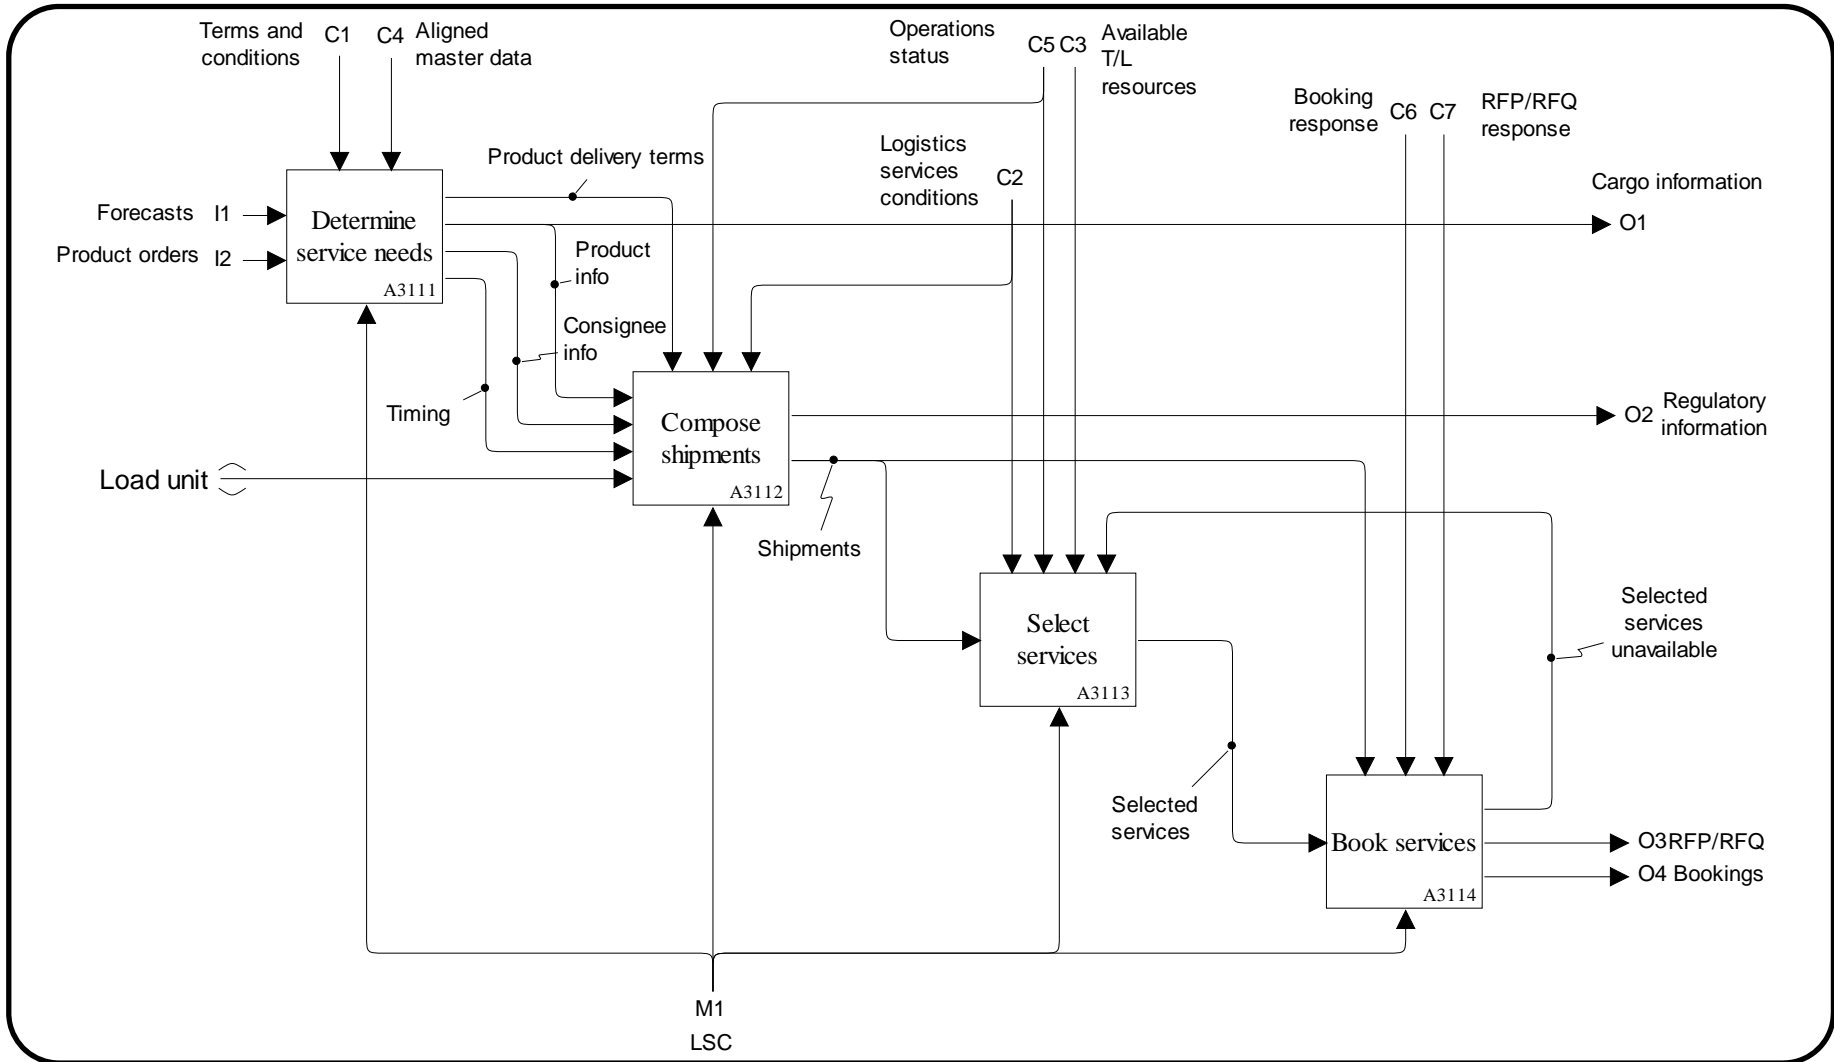 Terms and
conditions
C1
C4
Aligned
master data
Operations
status
C5 C3
Available
T/L
resources
Booking
response
C6 C7
RFP/RFQ
response
Product delivery terms
Logistics
services
conditions
C2
Cargo information
O1
Forecasts I1
Product orders I2
Determine
service needs
A3111
Product
info
Consignee
info
Timing
Load unit
Compose
shipments
A3112
O2
Regulatory
information
Shipments
Select
services
A3113
Selected
services
unavailable
Selected
services
Book services
A3114
O3RFP/RFQ
O4 Bookings
M1
LSC